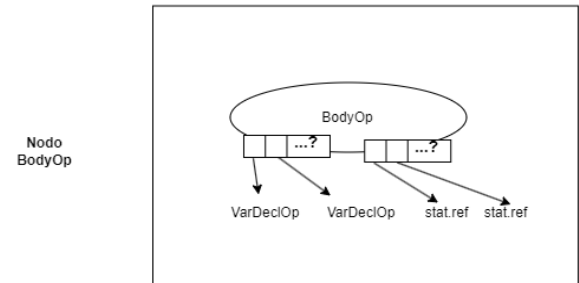 Nodo
BodyOp
BodyOp
...? ...?
VarDeclOp VarDeclOp stat.ref stat.ref